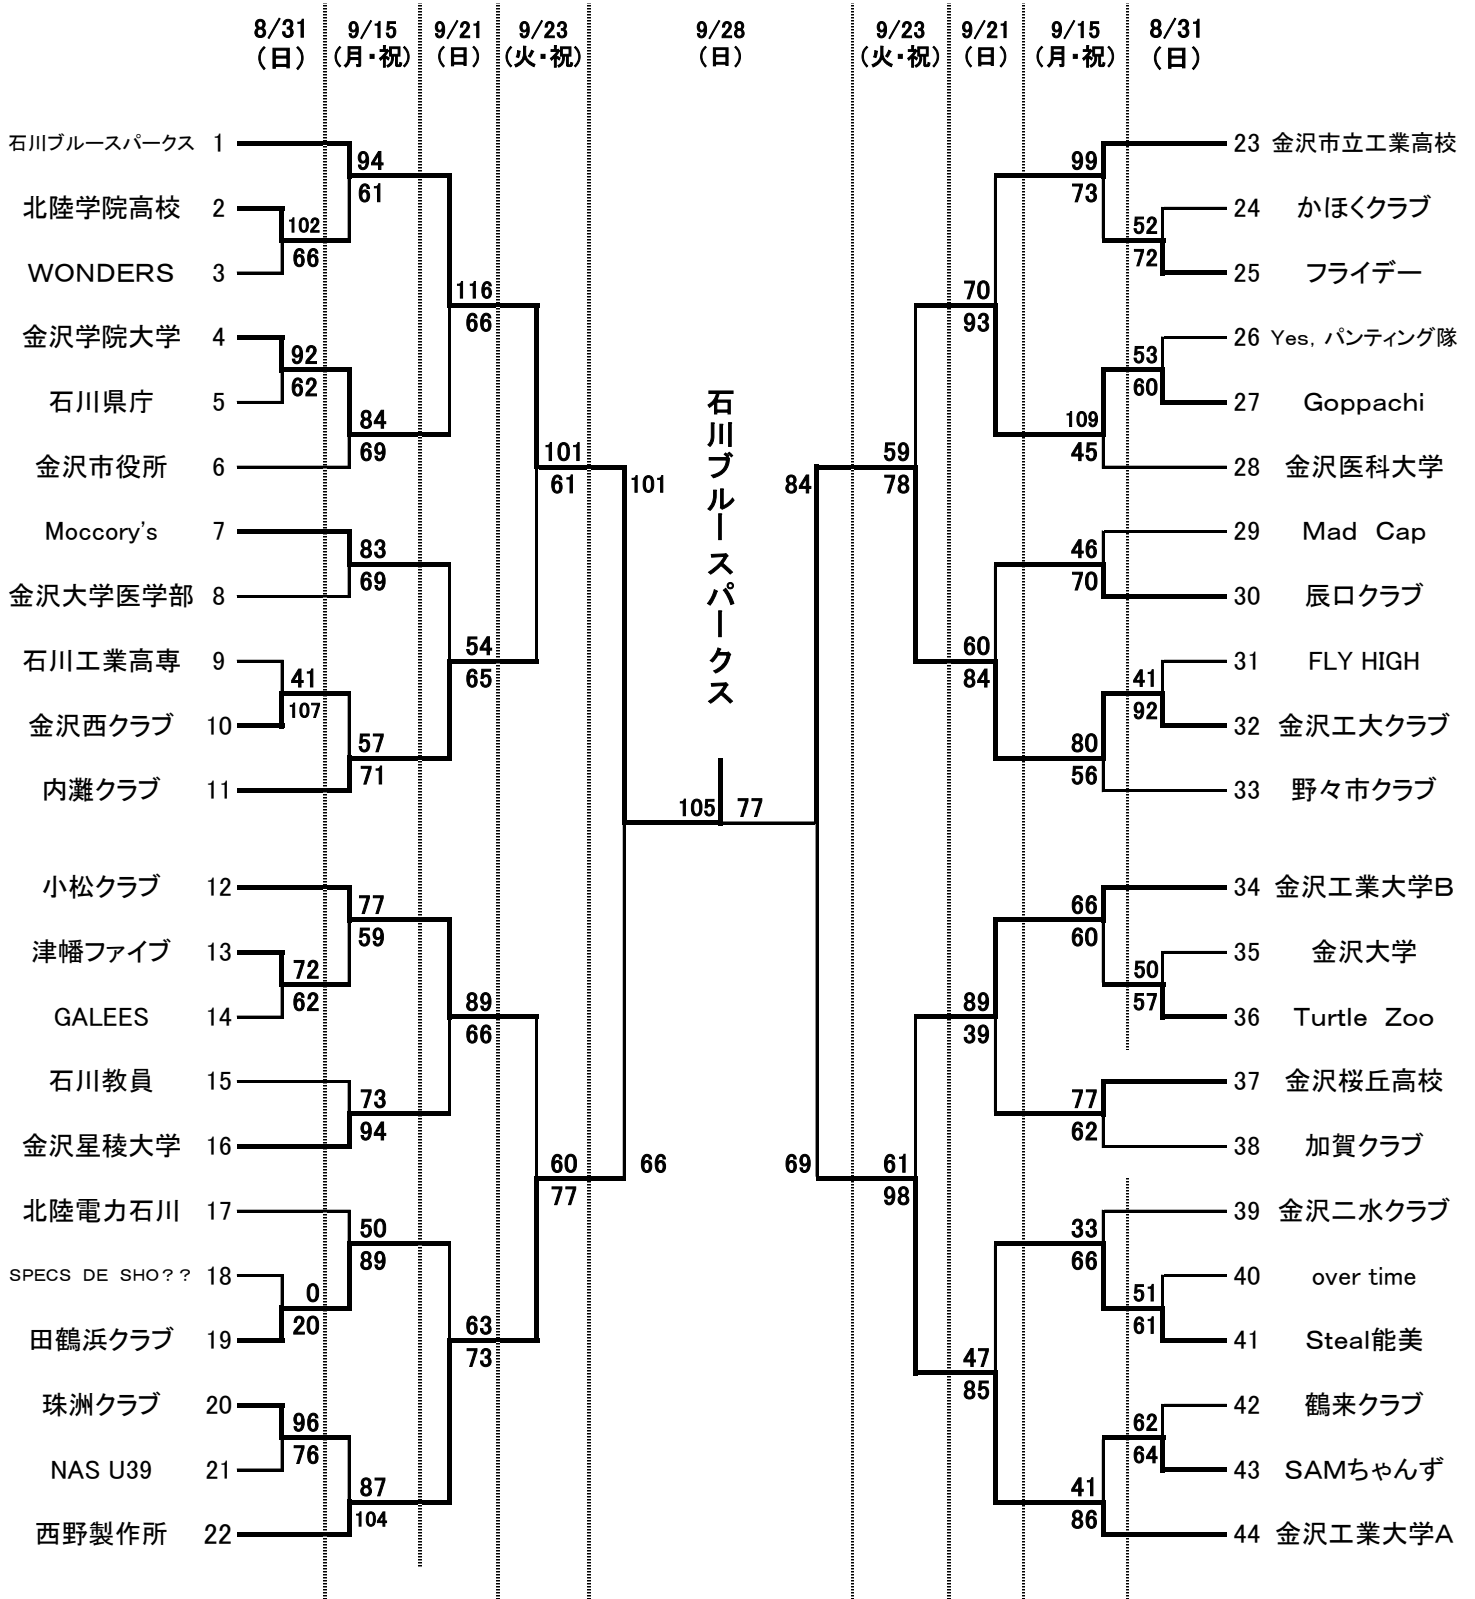 8/31 9/15 9/21 9/23 9/28 9/23 9/21 9/15 8/31
(日) (月・祝) (日) (火・祝) (日) (火・祝) (日) (月・祝) (日)
石川ブルースパークス 1 23 金沢市立工業高校
94 99
61 73
北陸学院高校 2 24 かほくクラブ
102 52
66 72
WONDERS 3 25 フライデー
116 70
66 93
金沢学院大学 4 26 Yes, パンティング隊
92 53
62 60
石川県庁 5 27 Goppachi
84 109
69 45
金沢市役所 6 28 金沢医科大学
101 59
61 101 84 78
石川ブルースパークス
Moccory's 7 29 Mad Cap
83 46
69 70
金沢大学医学部 8 30 辰口クラブ
54 60
65 84
石川工業高専 9 31 FLY HIGH
41 41
107 92
金沢西クラブ 10 32 金沢工大クラブ
57 80
71 56
内灘クラブ 11 33 野々市クラブ
105 77
小松クラブ 12 34 金沢工業大学B
77 66
59 60
津幡ファイブ 13 35 金沢大学
72 50
62 57
GALEES 14 36 Turtle Zoo
89 89
66 39
石川教員 15 37 金沢桜丘高校
73 77
94 62
金沢星稜大学 16 38 加賀クラブ
60 66 69 61
77 98
北陸電力石川 17 39 金沢二水クラブ
50 33
89 66
SPECS DE SHO?? 18 40 over time
0 51
20 61
田鶴浜クラブ 19 41 Steal能美
63 47
73 85
珠洲クラブ 20 42 鶴来クラブ
96 62
76 64
NAS U39 21 43 SAMちゃんず
87 41
104 86
西野製作所 22 44 金沢工業大学A